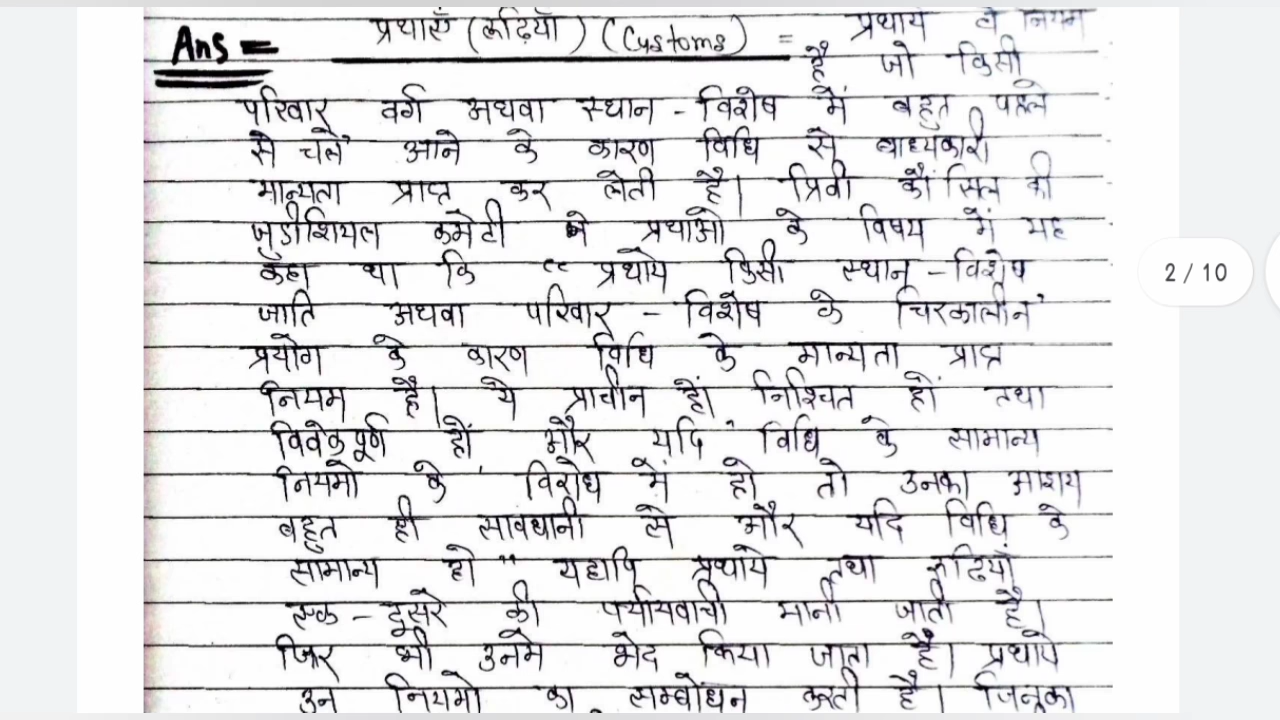 Ans = प्रथाएँ (रूढ़ियाँ) (Customs) = प्रथायें वे नियम
है जो किसी
परिवार वर्ग अथवा स्थान - विशेष में बहुत पहले
से चले आने के कारण विधि से बाध्यकारी
मान्यता प्राप्त कर लेती है। प्रिवी कौंसिल की
जुडीशियल कमेटी ने प्रथाओ के विषय में यह
कहा था कि “ प्रथायें किसी स्थान - विशेष
जाति अथवा परिवार - विशेष के चिरकालीन
प्रयोग के कारण विधि के मान्यता प्राप्त
नियम है। ये प्राचीन हों निश्चित हों तथा
विवेकपूर्ण हों और यदि विधि के सामान्य
नियमो के विरोध में हो तो उनका आशय
बहुत ही सावधानी से और यदि विधि के
सामान्य हो " यद्यपि प्रथाये तथा रूढियाँ
एक - दूसरे की पर्यायवाची मानी जाती है।
फिर भी उनमे भेद किया जाता है। प्रथाये
उन नियमो का सम्बोधन करती है। जिनका
2 / 10